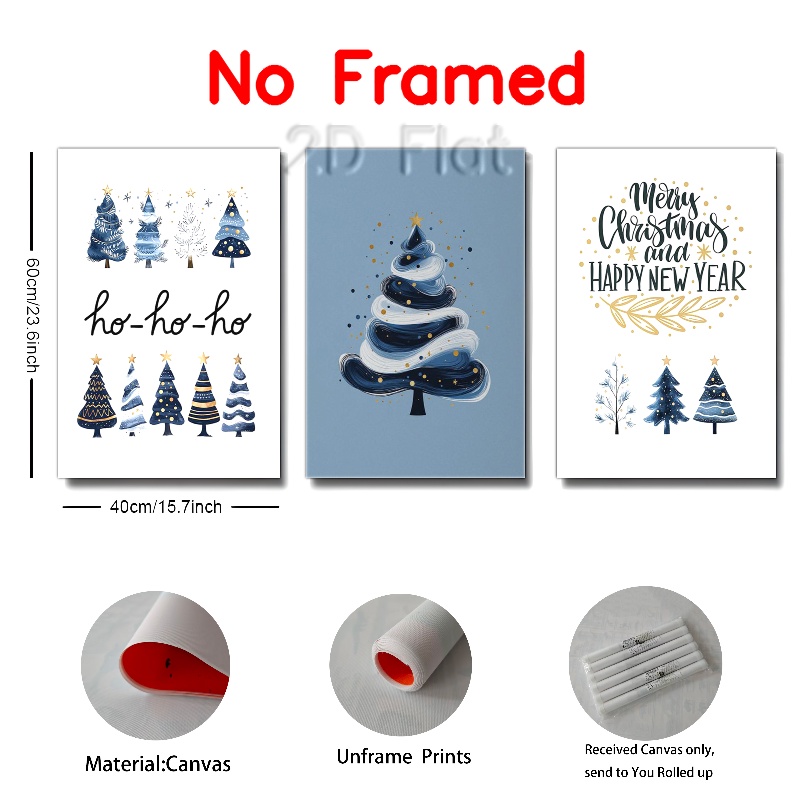 No Framed
2D Flat
60cm/23.6inch
ho-ho-ho
Merry
Christmas
and
HAPPY NEW YEAR
40cm/15.7inch
Material:Canvas
Unframe Prints
Received Canvas only,
send to You Rolled up